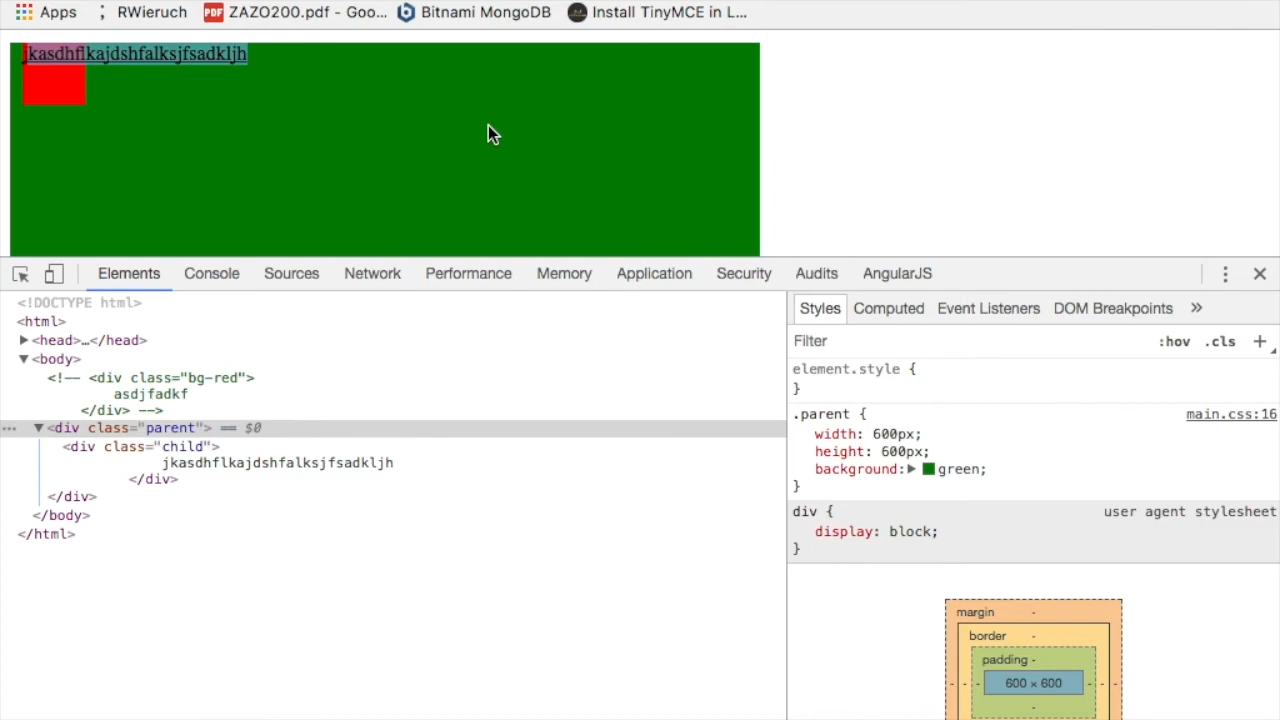 Apps RWieruch ZAZO200.pdf - Goo... Bitnami MongoDB Install TinyMCE in L...
jkasdhflkajdshfalksjfsadkljh
Elements Console Sources Network Performance Memory Application Security Audits AngularJS
<!DOCTYPE html>
<html>
<head>…</head>
<body>
<!-- <div class="bg-red">
asdjfadkf
</div> -->
<div class="parent"> == $0
<div class="child">
jkasdhflkajdshfalksjfsadkljh
</div>
</div>
</body>
</html>
Styles Computed Event Listeners DOM Breakpoints »
Filter :hov .cls +
element.style {
}
.parent { main.css:16
width: 600px;
height: 600px;
background: green;
}
div { user agent stylesheet
display: block;
}
margin -
border -
padding -
- - - 600 × 600 - - -
-